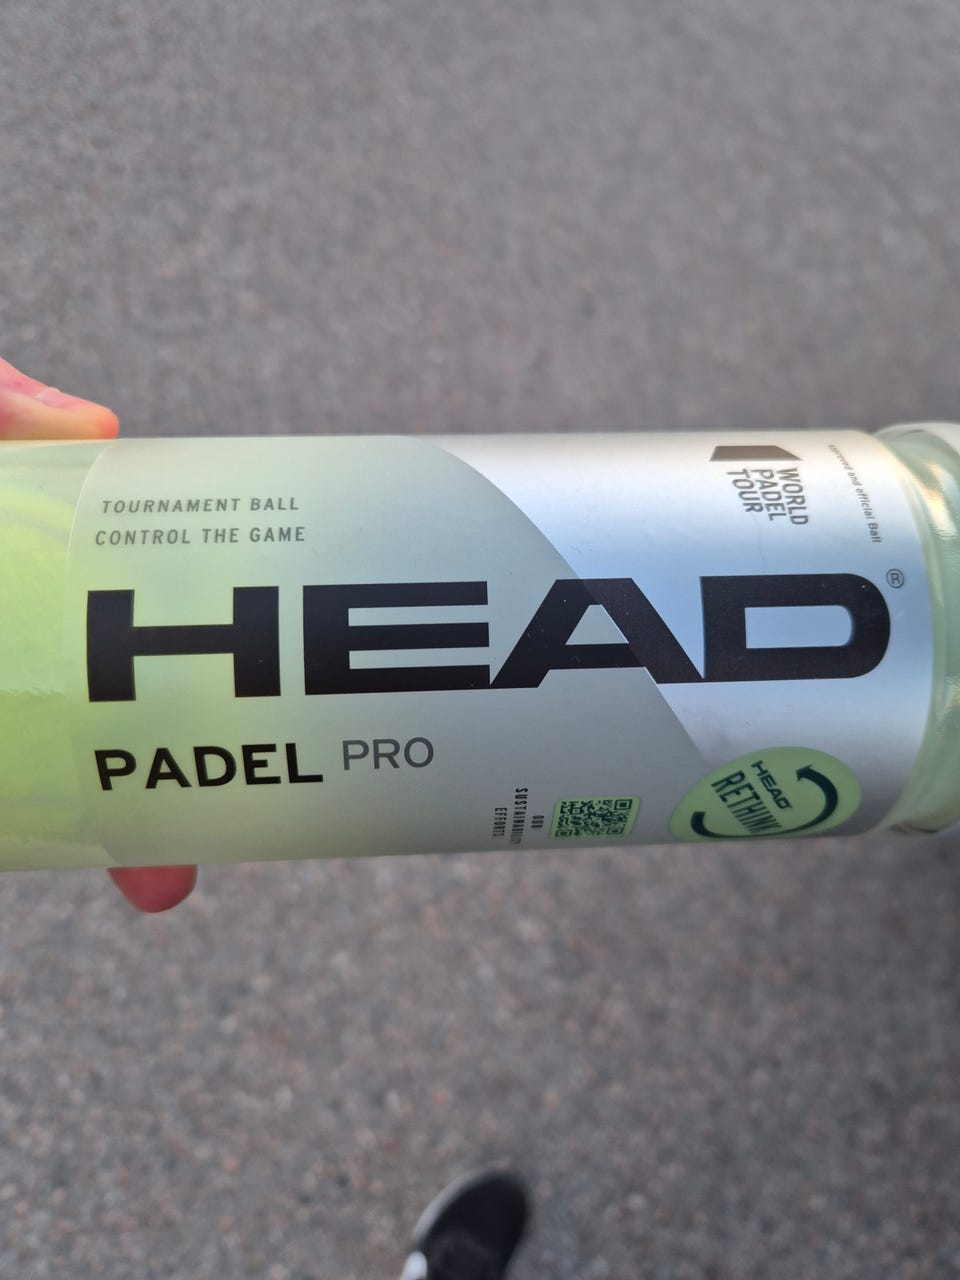 TOURNAMENT BALL
CONTROL THE GAME
HEAD®
PADEL PRO
WORLD
PADEL
TOUR
approved and official Ball
OUR
SUSTAINABILITY
EFFORTS
HEAD
RETHINK